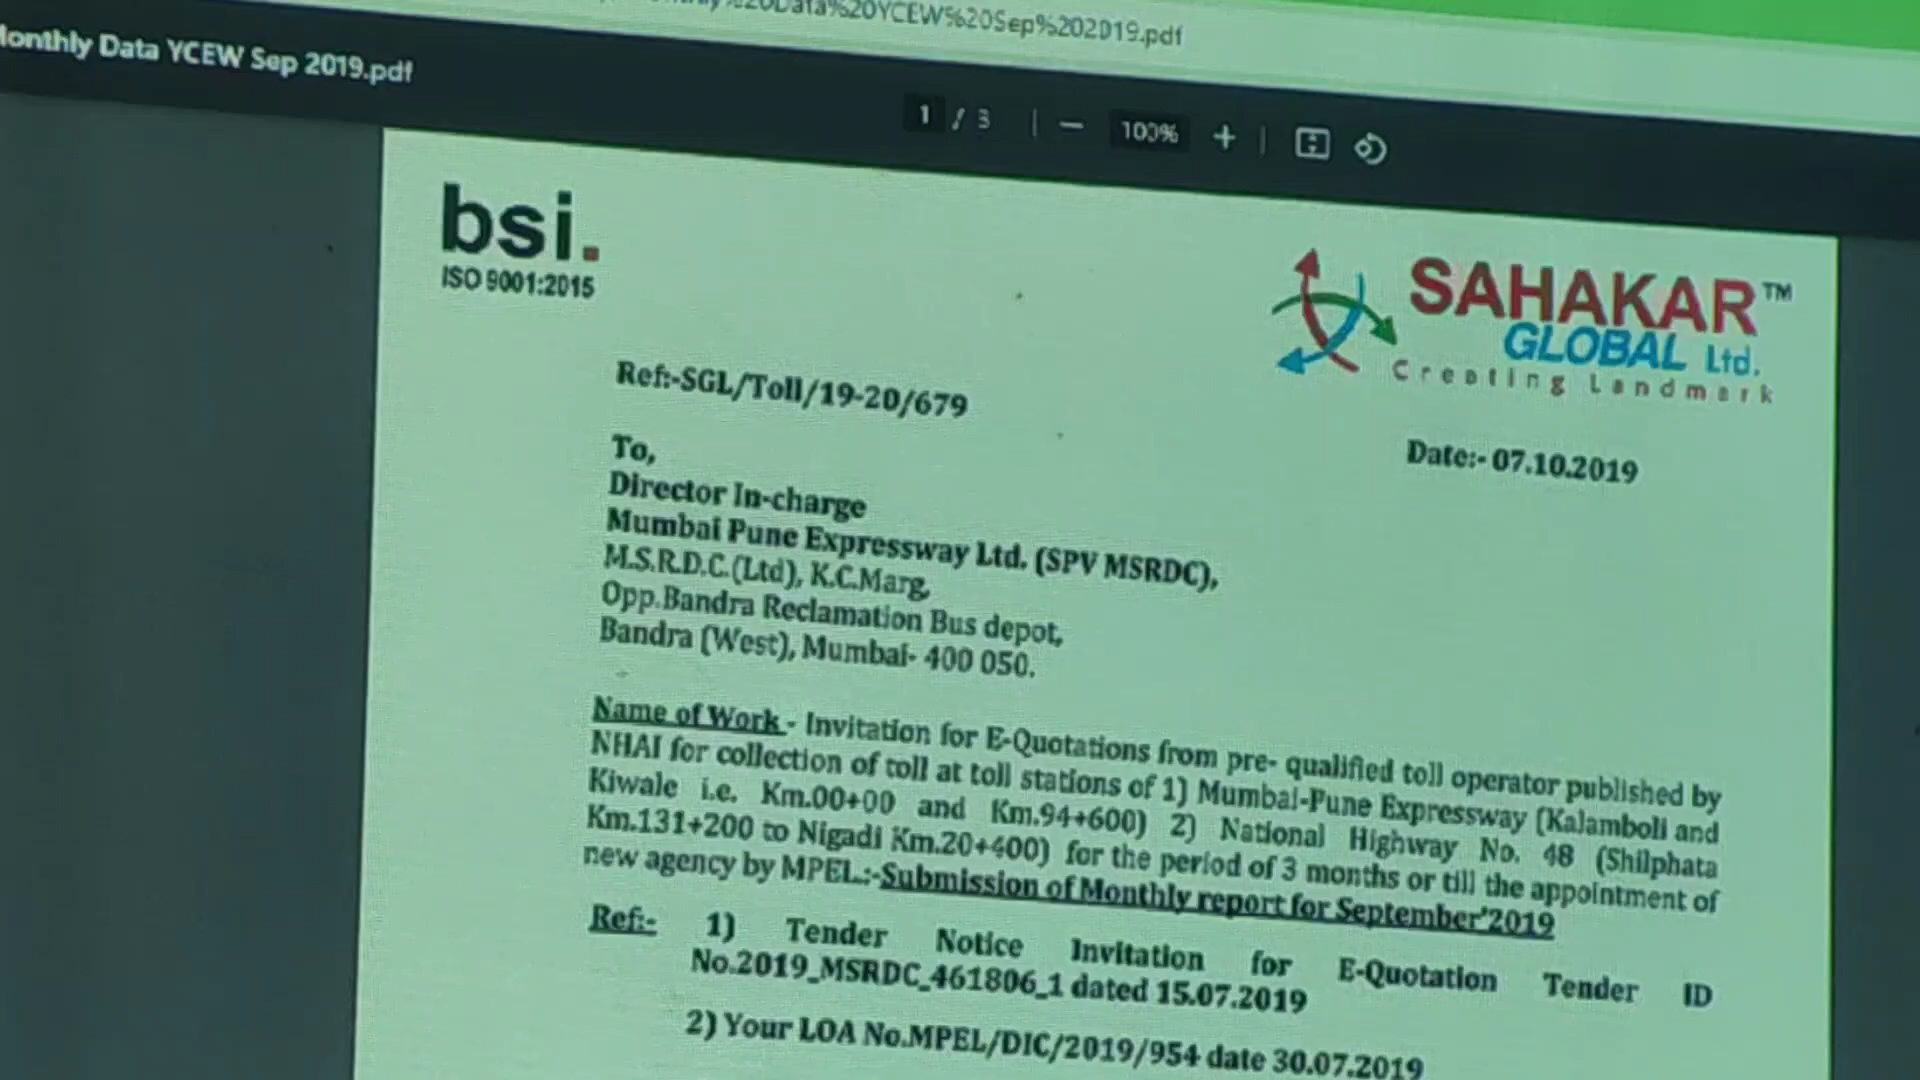 Data%20YCEW%20Sep%202019.pdf
Monthly Data YCEW Sep 2019.pdf
1 / 3 | − 100% + |
bsi.
ISO 9001:2015
SAHAKAR™
GLOBAL Ltd.
Creating Landmark
Ref:-SGL/Toll/19-20/679
Date:- 07.10.2019
To,
Director In-charge
Mumbai Pune Expressway Ltd. (SPV MSRDC),
M.S.R.D.C.(Ltd), K.C.Marg,
Opp.Bandra Reclamation Bus depot,
Bandra (West), Mumbai- 400 050.
Name of Work - Invitation for E-Quotations from pre- qualified toll operator published by
NHAI for collection of toll at toll stations of 1) Mumbai-Pune Expressway (Kalamboli and
Kiwale i.e. Km.00+00 and Km.94+600) 2) National Highway No. 48 (Shilphata
Km.131+200 to Nigadi Km.20+400) for the period of 3 months or till the appointment of
new agency by MPEL.:-Submission of Monthly report for September'2019
Ref:- 1) Tender Notice Invitation for E-Quotation Tender ID
No.2019_MSRDC_461806_1 dated 15.07.2019
2) Your LOA No.MPEL/DIC/2019/954 date 30.07.2019